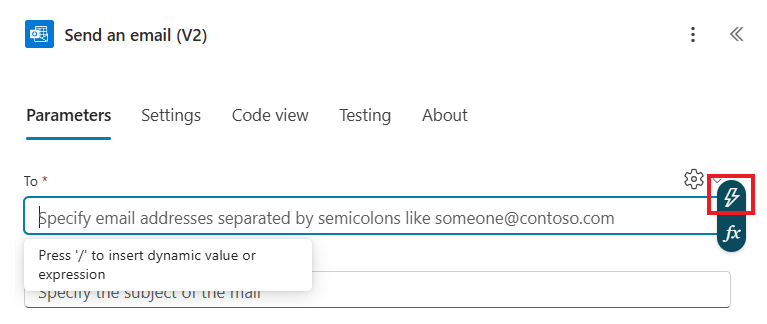 Send an email (V2)
Parameters Settings Code view Testing About
To *
Specify email addresses separated by semicolons like someone@contoso.com
fx
Press '/' to insert dynamic value or
expression
Specify the subject of the mail